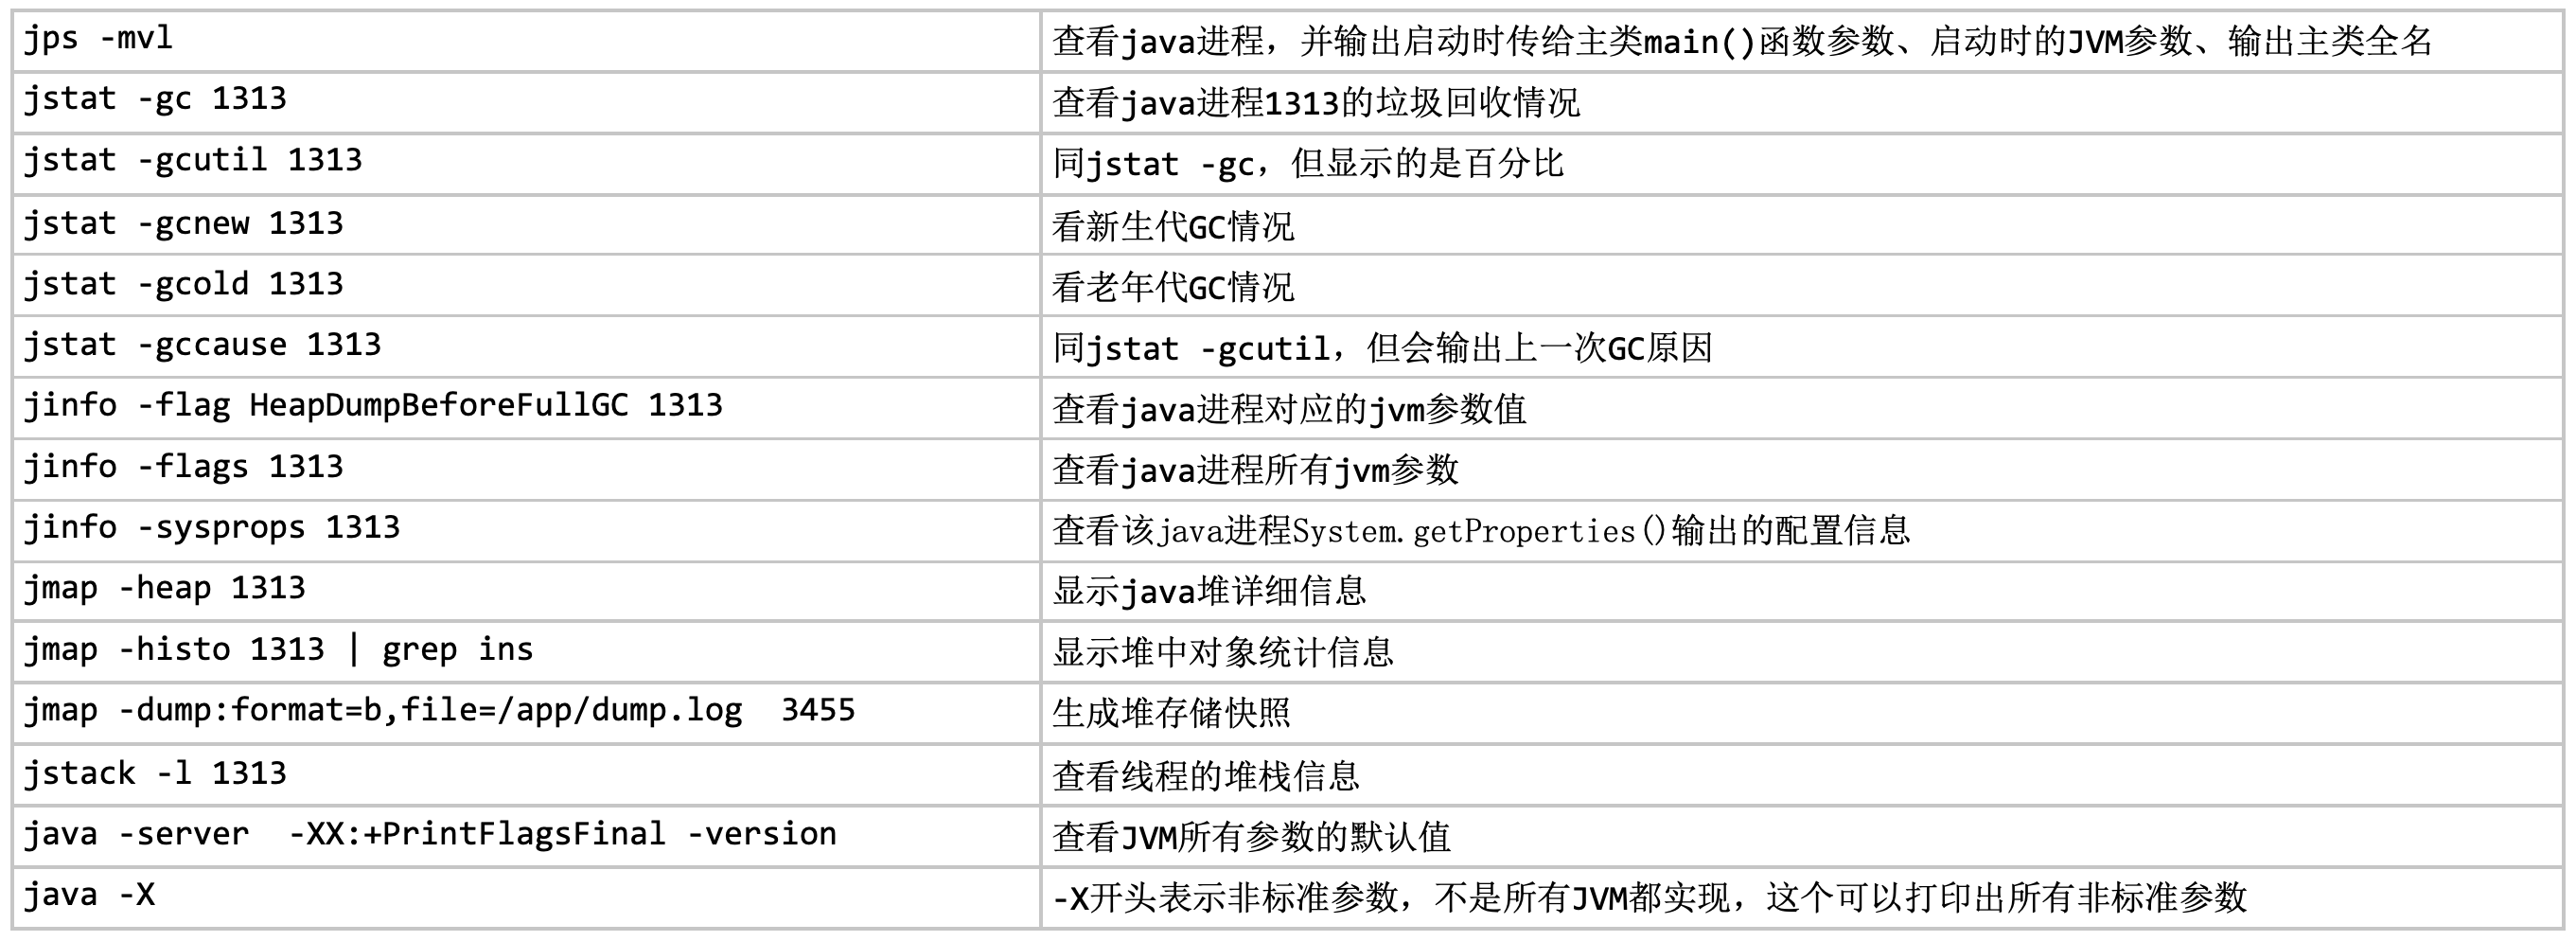 jps -mvl 查看java进程，并输出启动时传给主类main()函数参数、启动时的JVM参数、输出主类全名
jstat -gc 1313 查看java进程1313的垃圾回收情况
jstat -gcutil 1313 同jstat -gc，但显示的是百分比
jstat -gcnew 1313 看新生代GC情况
jstat -gcold 1313 看老年代GC情况
jstat -gccause 1313 同jstat -gcutil，但会输出上一次GC原因
jinfo -flag HeapDumpBeforeFullGC 1313 查看java进程对应的jvm参数值
jinfo -flags 1313 查看java进程所有jvm参数
jinfo -sysprops 1313 查看该java进程System.getProperties()输出的配置信息
jmap -heap 1313 显示java堆详细信息
jmap -histo 1313 | grep ins 显示堆中对象统计信息
jmap -dump:format=b,file=/app/dump.log  3455 生成堆存储快照
jstack -l 1313 查看线程的堆栈信息
java -server  -XX:+PrintFlagsFinal -version 查看JVM所有参数的默认值
java -X -X开头表示非标准参数，不是所有JVM都实现，这个可以打印出所有非标准参数